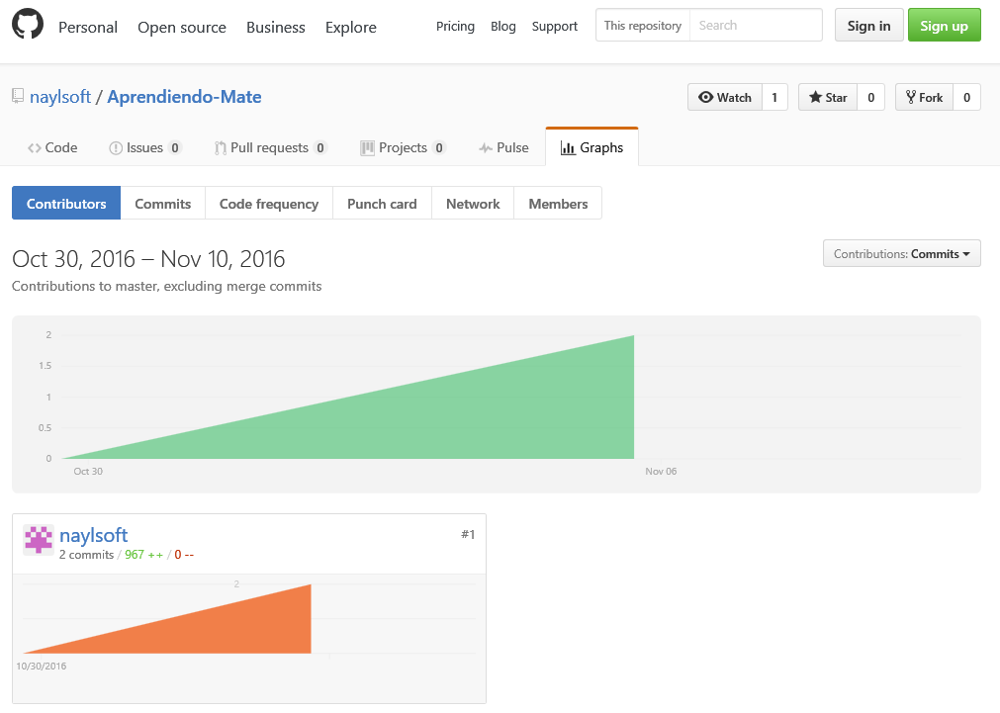 Personal Open source Business Explore Pricing Blog Support This repository Search Sign in Sign up
naylsoft / Aprendiendo-Mate Watch 1 Star 0 Fork 0
Code Issues 0 Pull requests 0 Projects 0 Pulse Graphs
Contributors Commits Code frequency Punch card Network Members
Oct 30, 2016 – Nov 10, 2016 Contributions: Commits
Contributions to master, excluding merge commits
2
1.5
1
0.5
0
Oct 30 Nov 06
naylsoft #1
2 commits / 967 ++ / 0 --
2
10/30/2016